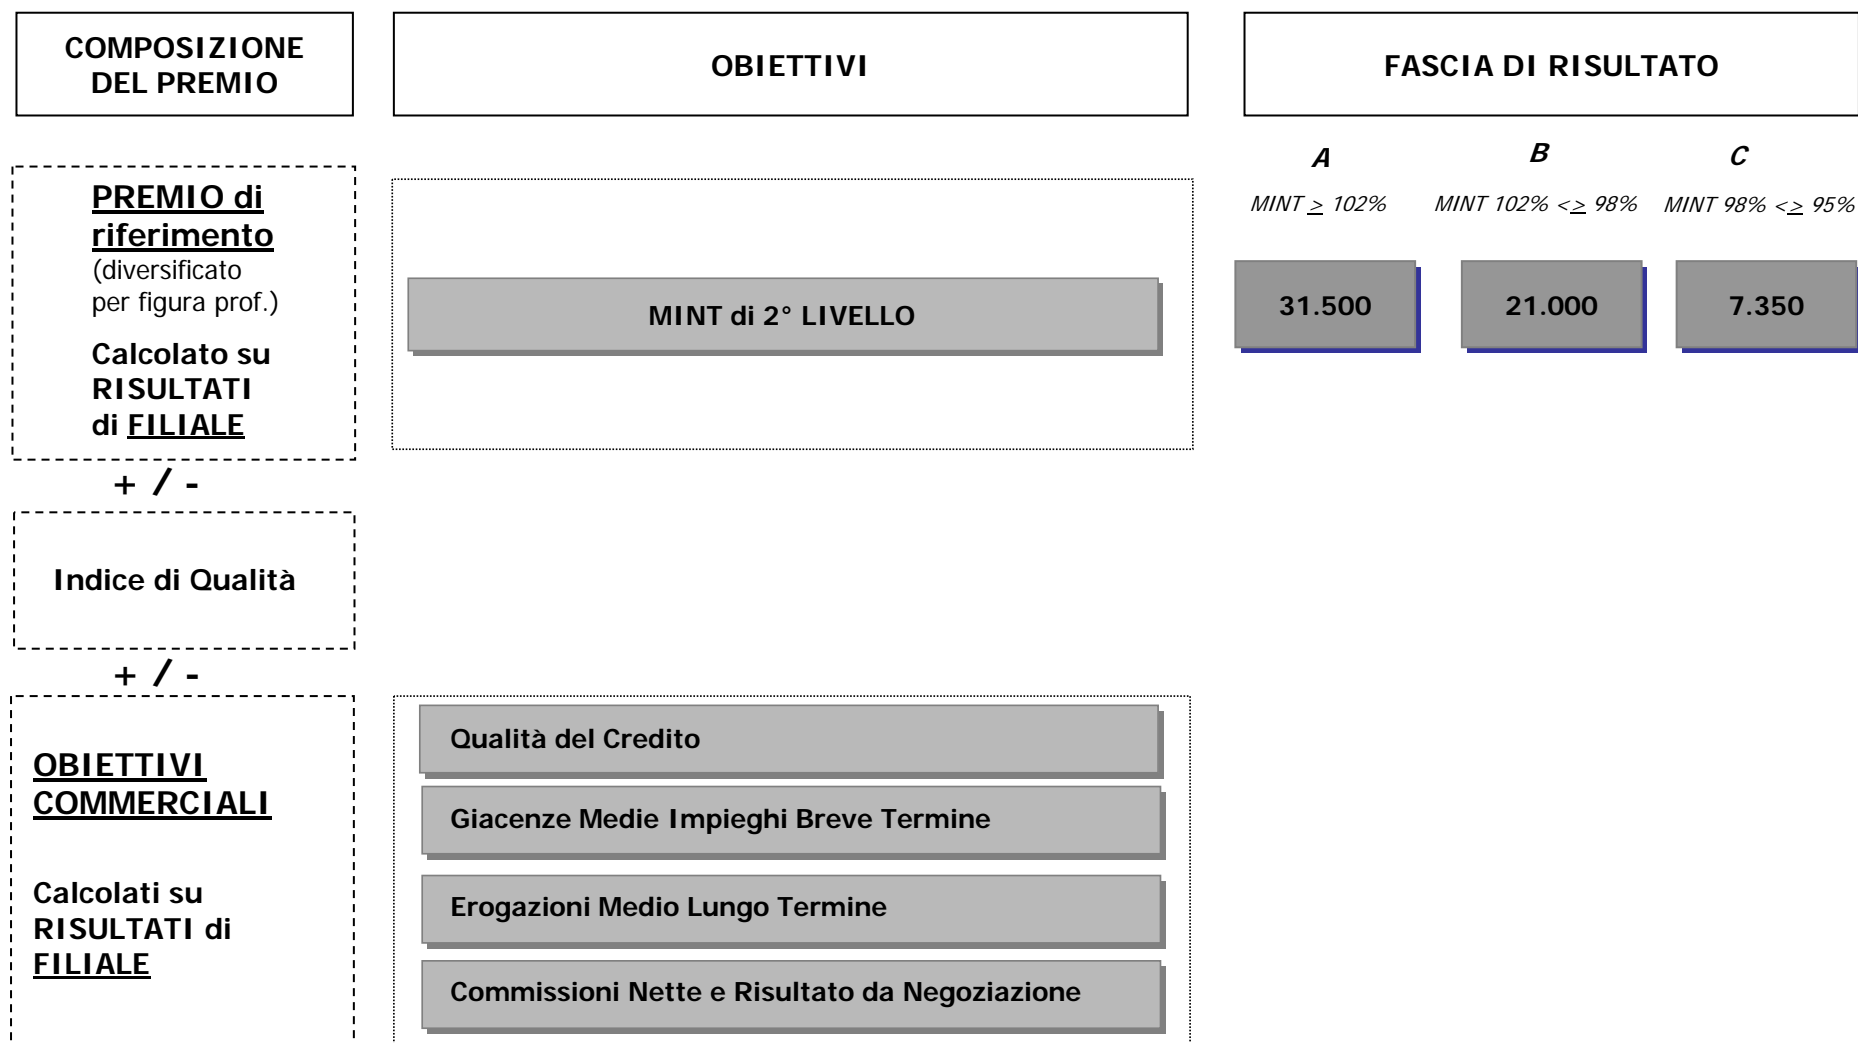 COMPOSIZIONE
DEL PREMIO
OBIETTIVI
FASCIA DI RISULTATO
A
B
C
MINT ≥ 102%
MINT 102% <≥ 98%
MINT 98% <≥ 95%
PREMIO di
riferimento
(diversificato
per figura prof.)
Calcolato su
RISULTATI
di FILIALE
MINT di 2° LIVELLO
31.500
21.000
7.350
+ / -
Indice di Qualità
+ / -
OBIETTIVI
COMMERCIALI
Calcolati su
RISULTATI di
FILIALE
Qualità del Credito
Giacenze Medie Impieghi Breve Termine
Erogazioni Medio Lungo Termine
Commissioni Nette e Risultato da Negoziazione